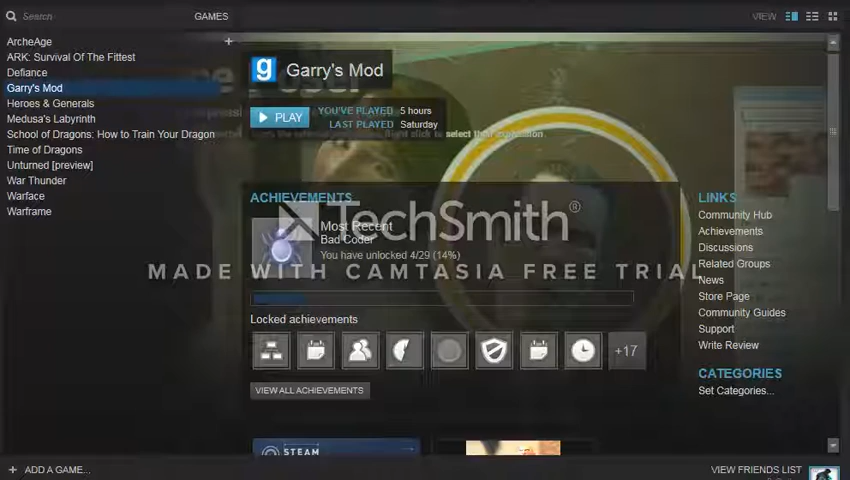 Search
GAMES
VIEW
ArcheAge
ARK: Survival Of The Fittest
Defiance
Garry's Mod
Heroes & Generals
Medusa's Labyrinth
School of Dragons: How to Train Your Dragon
Time of Dragons
Unturned [preview]
War Thunder
Warface
Warframe
g
Garry's Mod
PLAY
YOU'VE PLAYED 5 hours
LAST PLAYED Saturday
to select
ACHIEVEMENTS
Most Recent
Bad Coder
You have unlocked 4/29 (14%)
TechSmith®
MADE WITH CAMTASIA FREE TRIAL
Locked achievements
+17
VIEW ALL ACHIEVEMENTS
LINKS
Community Hub
Achievements
Discussions
Related Groups
News
Store Page
Community Guides
Support
Write Review
CATEGORIES
Set Categories...
STEAM
+ ADD A GAME...
VIEW FRIENDS LIST